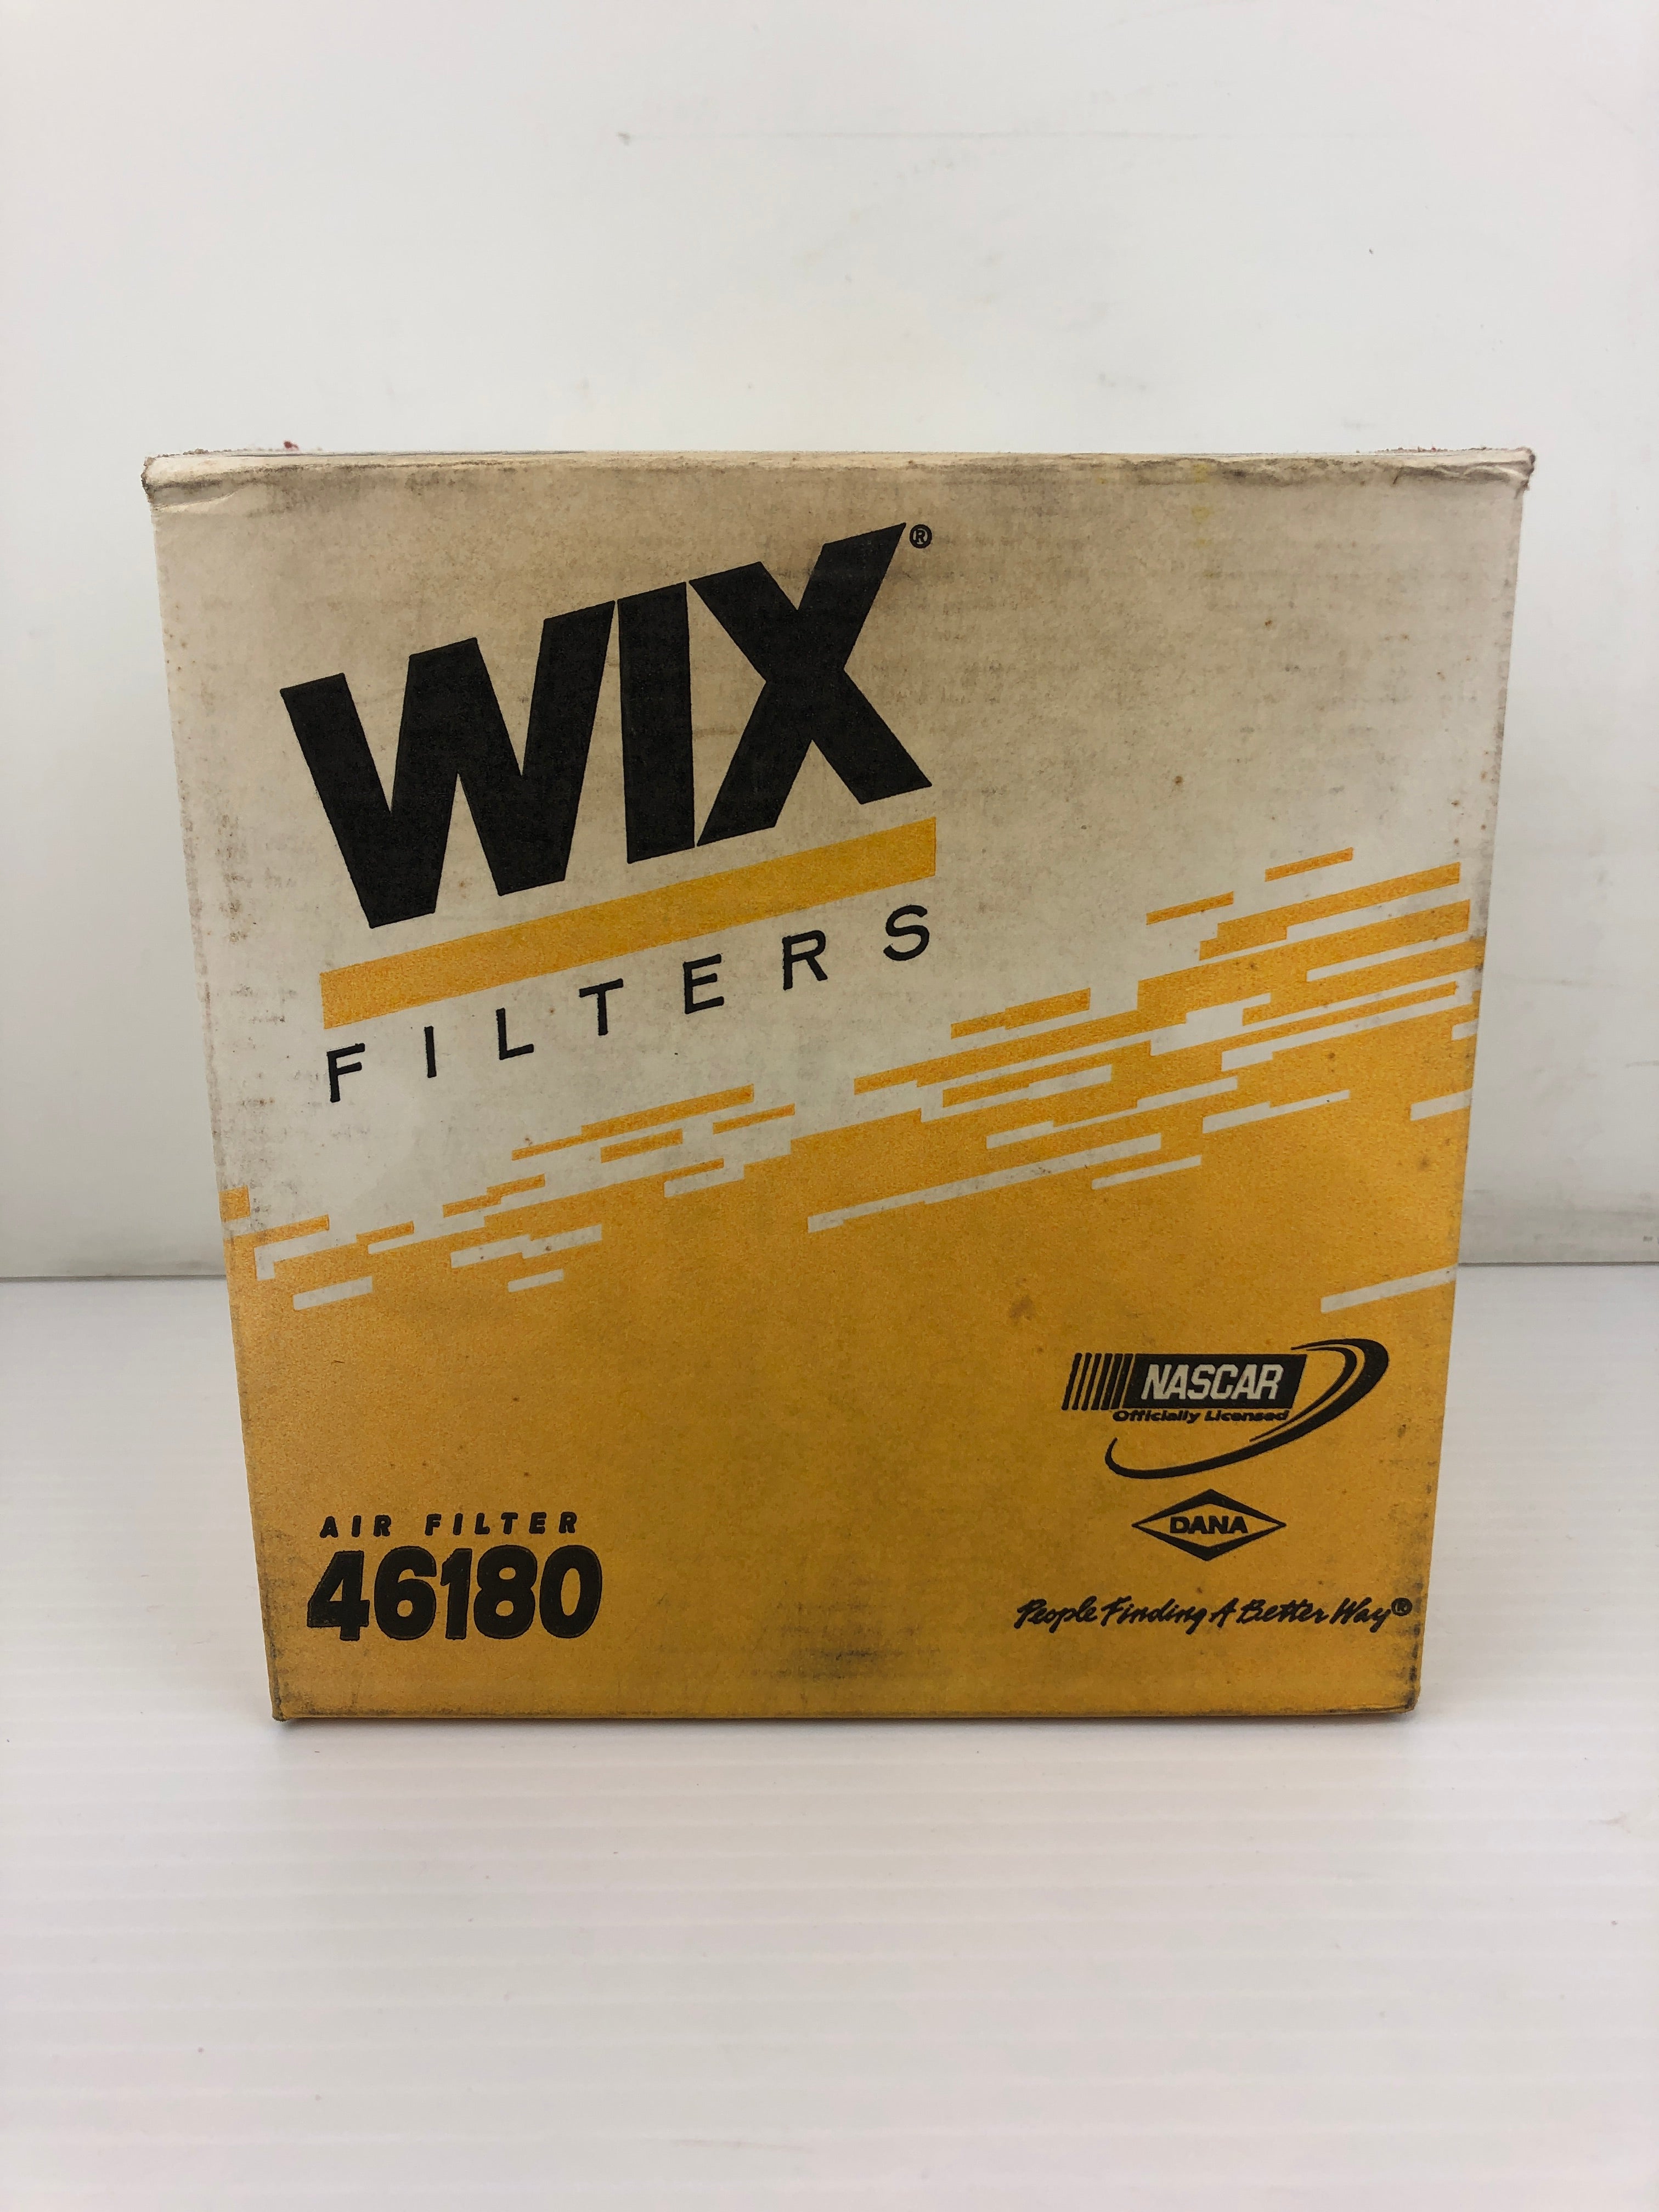 WIX®
FILTERS
NASCAR
Officially Licensed
DANA
AIR FILTER
46180
People Finding A Better Way®